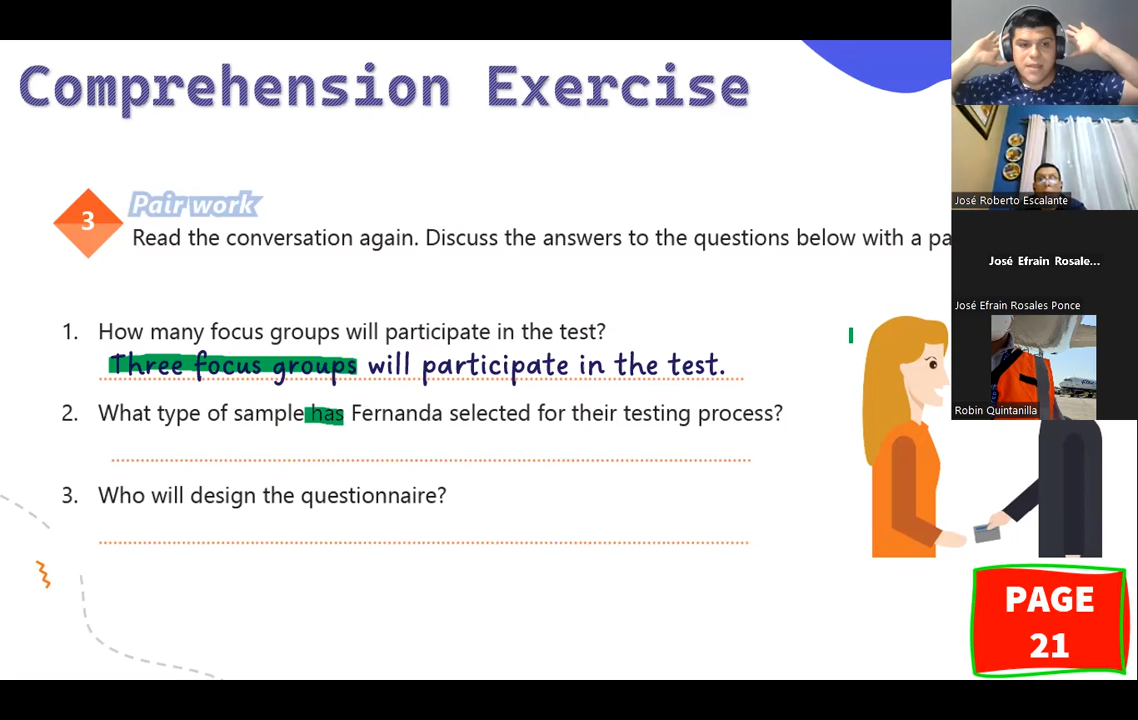 Comprehension Exercise
3
Pair work
Read the conversation again. Discuss the answers to the questions below with a pa
1. How many focus groups will participate in the test?
Three focus groups will participate in the test.
2. What type of sample has Fernanda selected for their testing process?
3. Who will design the questionnaire?
José Roberto Escalante
José Efrain Rosale...
José Efrain Rosales Ponce
Robin Quintanilla
PAGE
21